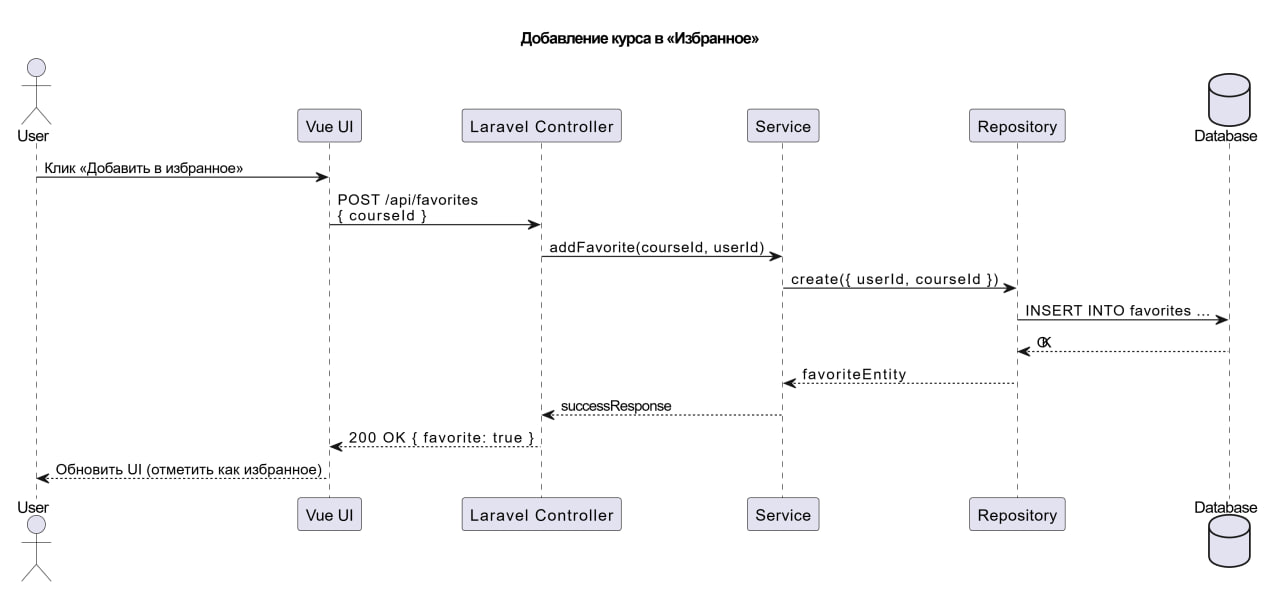 Добавление курса в «Избранное»
User
Vue UI
Laravel Controller
Service
Repository
Database
Клик «Добавить в избранное»
POST /api/favorites
{ courseId }
addFavorite(courseId, userId)
create({ userId, courseId })
INSERT INTO favorites ...
OK
favoriteEntity
successResponse
200 OK { favorite: true }
Обновить UI (отметить как избранное)
User
Vue UI
Laravel Controller
Service
Repository
Database